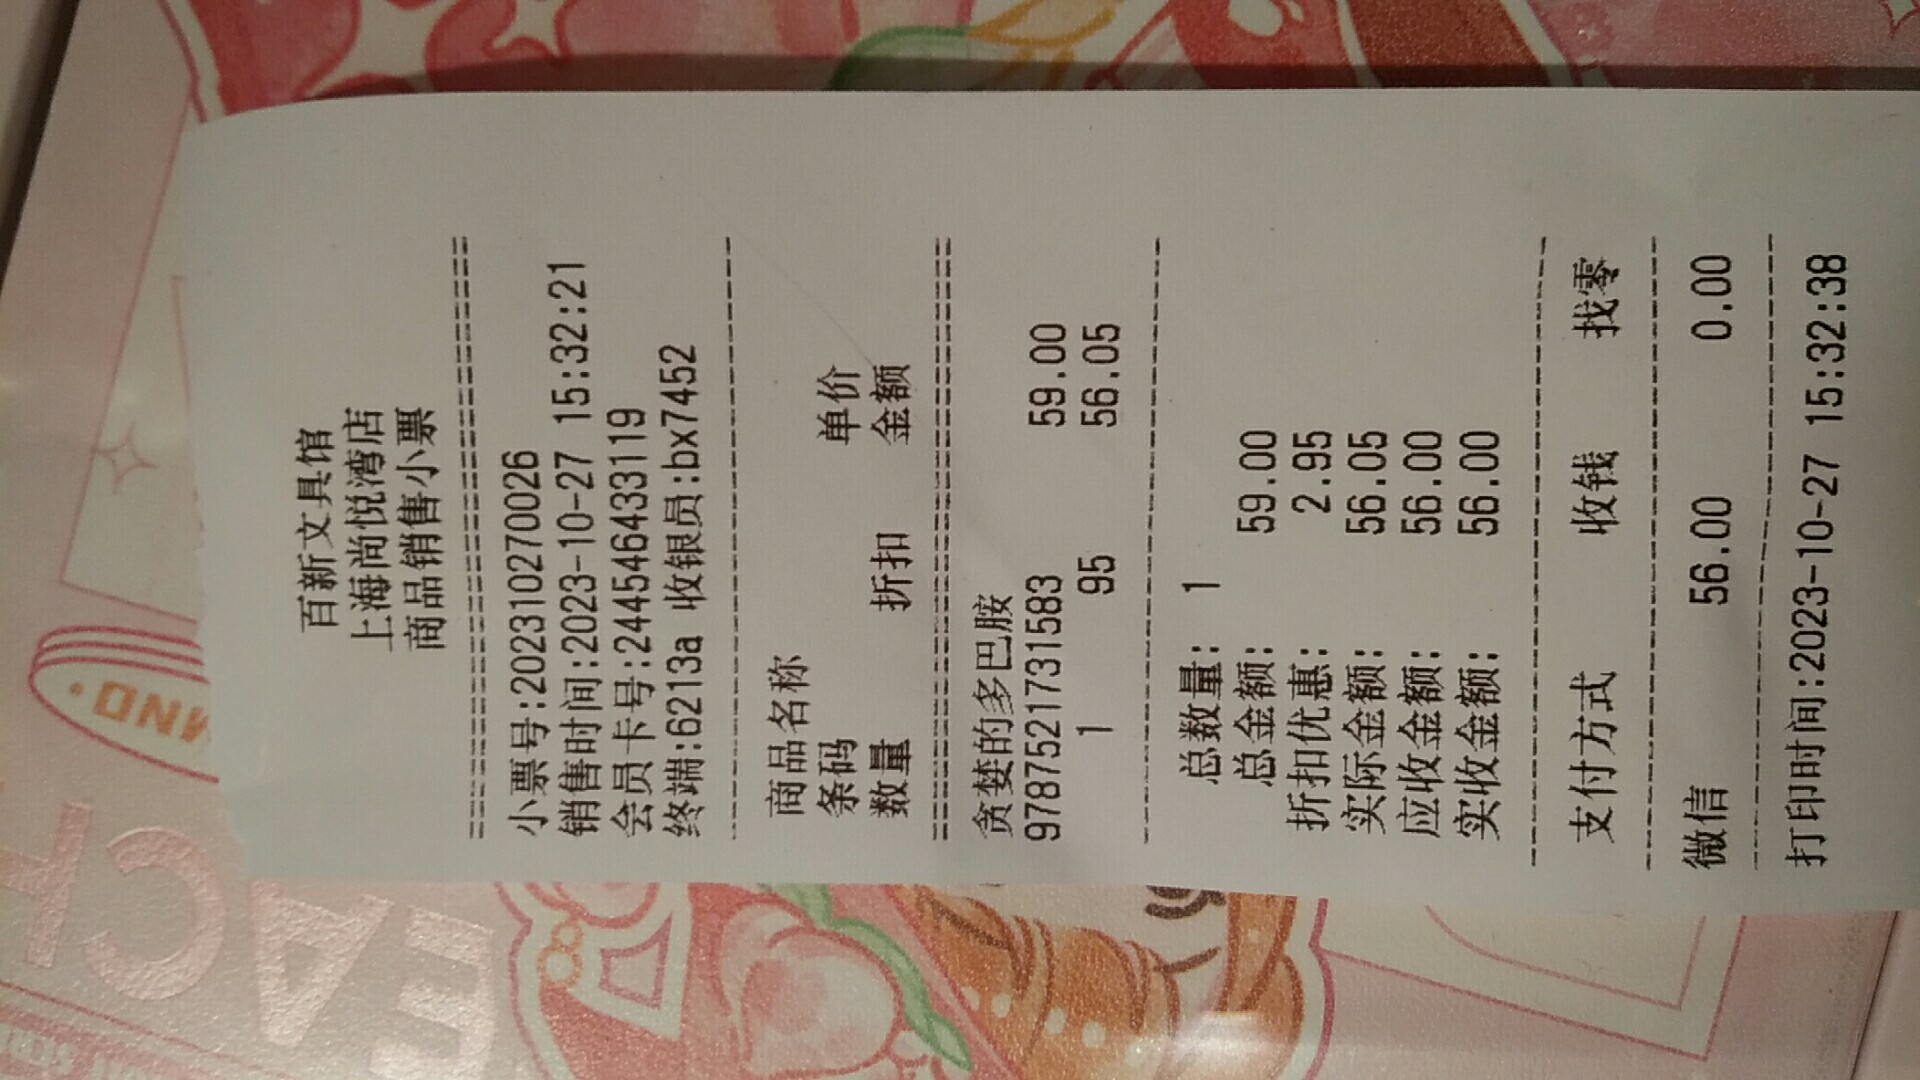 百新文具馆
上海尚悦湾店
商品销售小票
小票号:202310270026
销售时间:2023-10-27 15:32:21
会员卡号:244546433119
终端:6213a 收银员:bx7452
商品名称
条码 单价
数量 折扣 金额
贪婪的多巴胺
9787521731583 59.00
1 95 56.05
总数量: 1
总金额: 59.00
折扣优惠: 2.95
实际金额: 56.05
应收金额: 56.00
实收金额: 56.00
支付方式 收钱 找零
微信 56.00 0.00
打印时间:2023-10-27 15:32:38